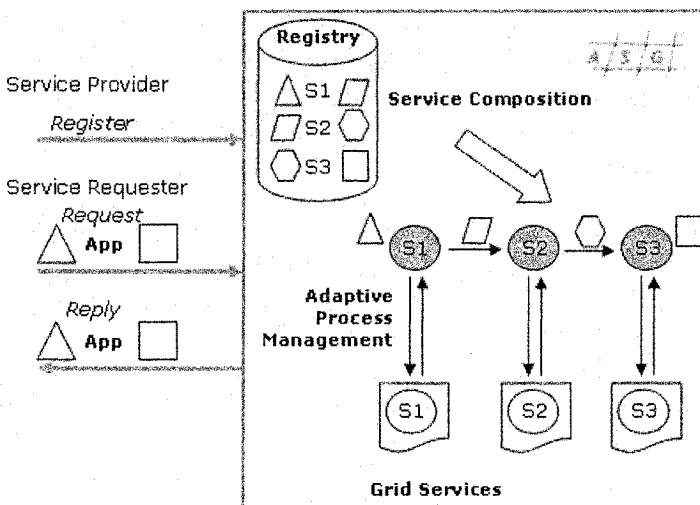 Registry
S1
S2
S3
A S G
Service Composition
Service Provider
Register
Service Requester
Request
App
Reply
App
S1
S2
S3
Adaptive
Process
Management
S1
S2
S3
Grid Services